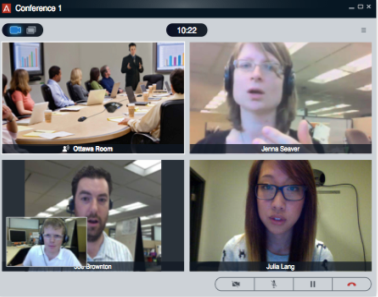 Conference 1
10:22
Ottawa Room
Jenna Seaver
Joe Brownton
Julia Lang